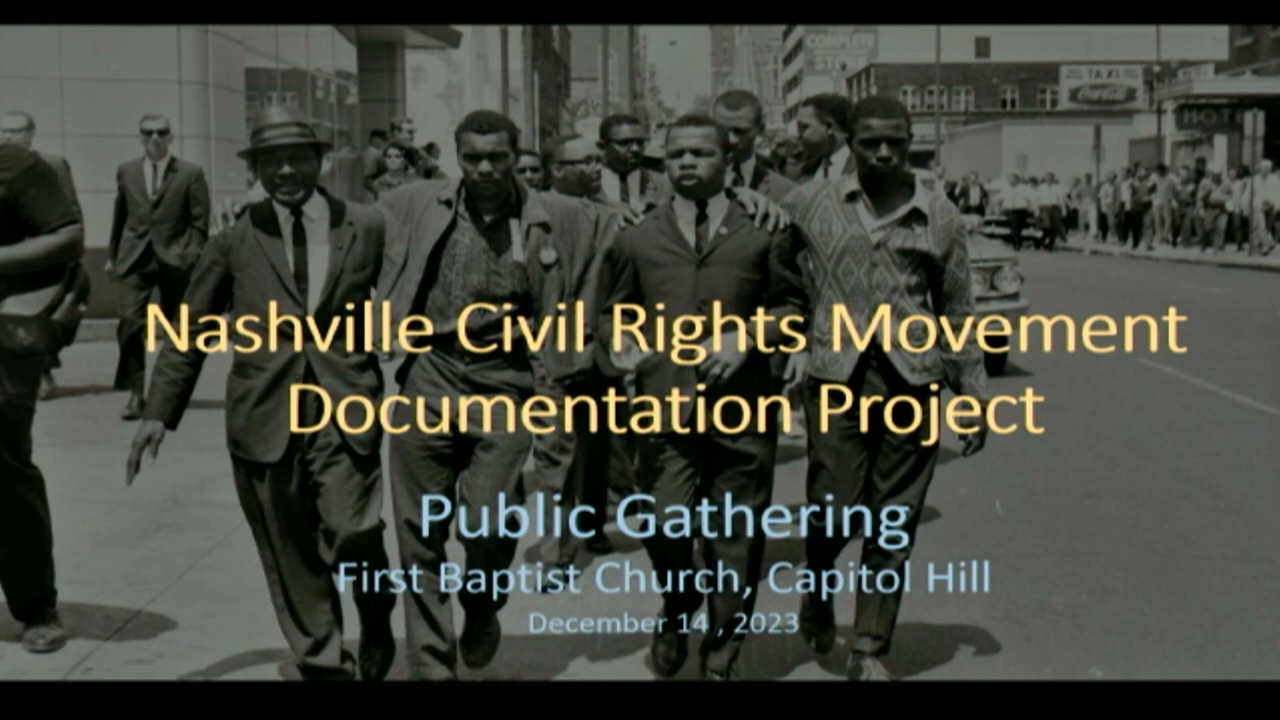 COMPLETE
TAXI
Coca-Cola
HOTEL
Nashville Civil Rights Movement
Documentation Project
Public Gathering
First Baptist Church, Capitol Hill
December 14 , 2023